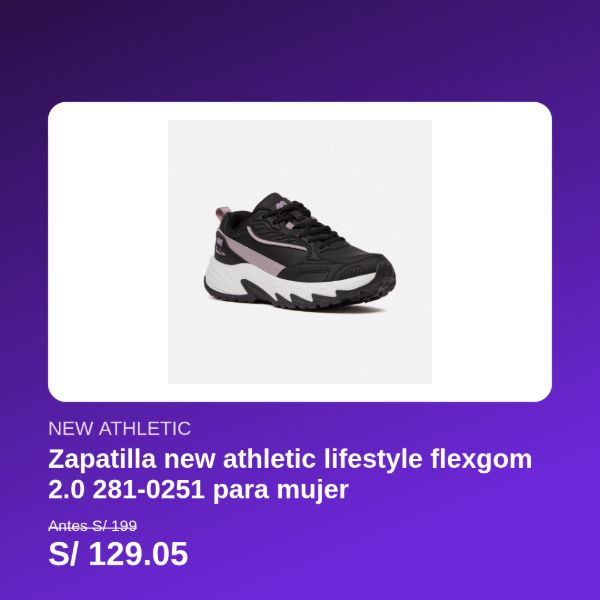 NEW ATHLETIC
Zapatilla new athletic lifestyle flexgom
2.0 281-0251 para mujer
Antes S/ 199
S/ 129.05